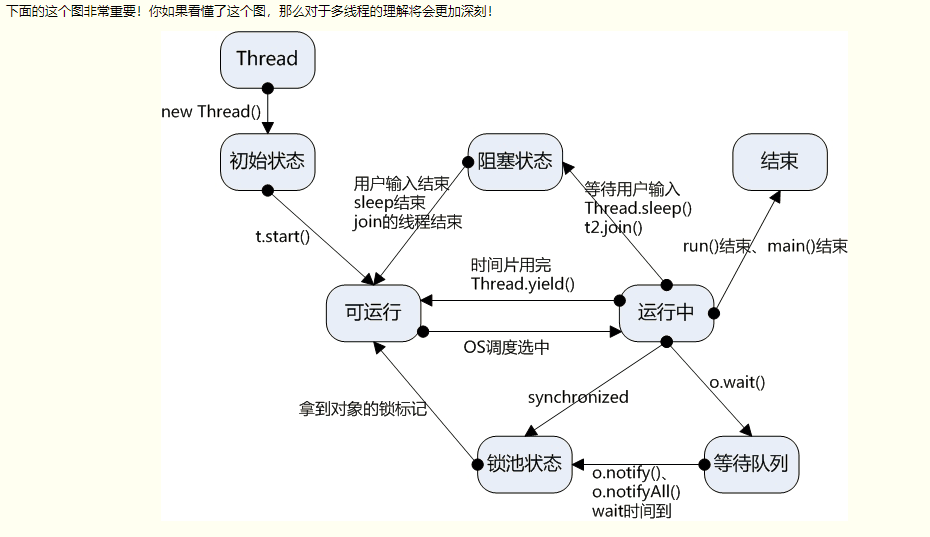 下面的这个图非常重要！你如果看懂了这个图，那么对于多线程的理解将会更加深刻！
Thread
new Thread()
初始状态
阻塞状态
结束
用户输入结束
sleep结束
join的线程结束
等待用户输入
Thread.sleep()
t2.join()
t.start()
run()结束、main()结束
时间片用完
Thread.yield()
可运行
运行中
OS调度选中
o.wait()
synchronized
拿到对象的锁标记
锁池状态
等待队列
o.notify()、
o.notifyAll()
wait时间到